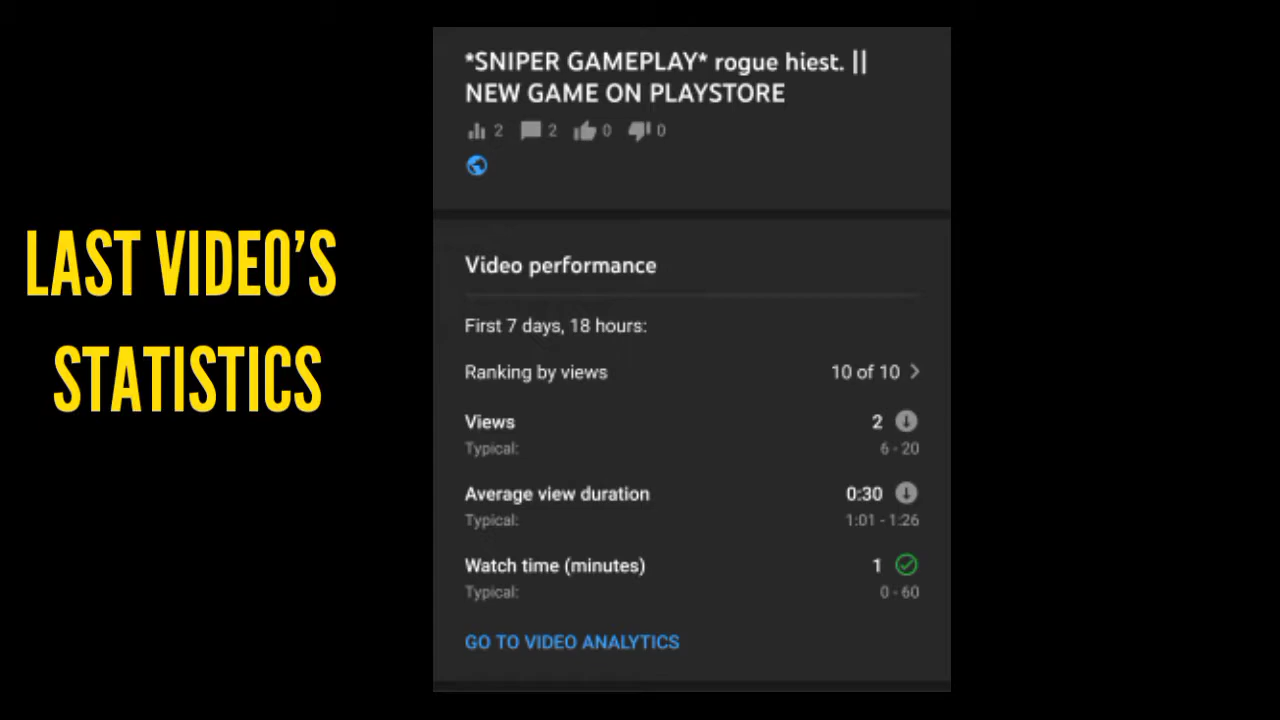 LAST VIDEO'S
STATISTICS
*SNIPER GAMEPLAY* rogue hiest. ||
NEW GAME ON PLAYSTORE
2 2 0 0
Video performance
First 7 days, 18 hours:
Ranking by views 10 of 10
Views 2
Typical: 6 - 20
Average view duration 0:30
Typical: 1:01 - 1:26
Watch time (minutes) 1
Typical: 0 - 60
GO TO VIDEO ANALYTICS